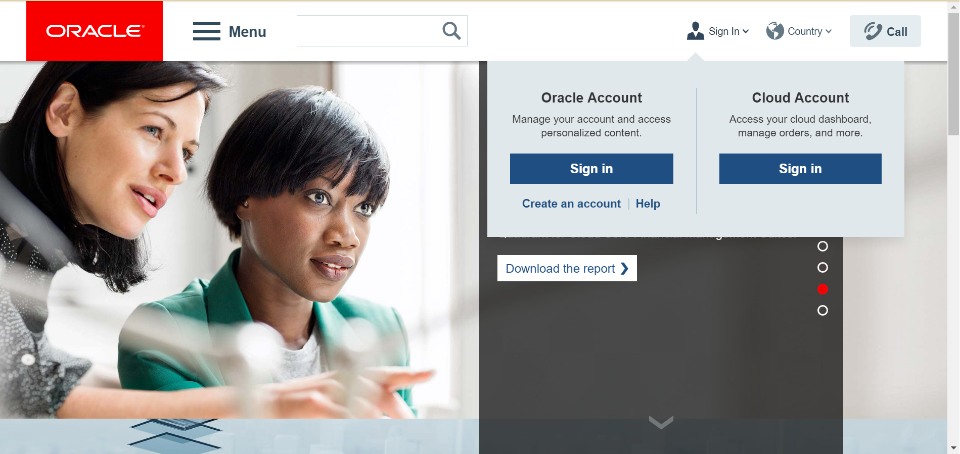 ORACLE
Menu
Sign In
Country
Call
Oracle Account
Manage your account and access
personalized content.
Sign in
Create an account | Help
Cloud Account
Access your cloud dashboard,
manage orders, and more.
Sign in
Download the report